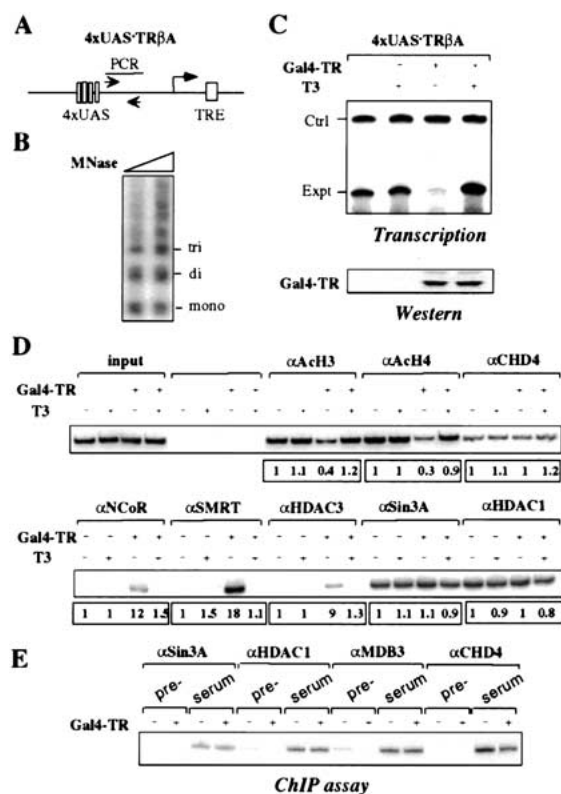 A
4xUAS·TRβA
PCR
4xUAS
TRE
B
MNase
tri
di
mono
C
4xUAS·TRβA
Gal4-TR - + -
T3 + - +
Ctrl
Expt
Transcription
Gal4-TR
Western
D
input αAcH3 αAcH4 αCHD4
Gal4-TR - - + + - - + + - - + + - - + + - - + +
T3 - + - + - + - + - + - + - + - + - + - +
1 1.1 0.4 1.2 1 1 0.3 0.9 1 1.1 1 1.2
αNCoR αSMRT αHDAC3 αSin3A αHDAC1
Gal4-TR - - + + - - + + - - + + - - + + - - + +
T3 - + - + - + - + - + - + - + - + - + - +
1 1 12 1.5 1 1.5 18 1.1 1 1 9 1.3 1 1.1 1.1 0.9 1 0.9 1 0.8
E
αSin3A αHDAC1 αMDB3 αCHD4
pre- serum pre- serum pre- serum pre- serum
Gal4-TR - + - + - + - + - + - + - + - +
ChIP assay